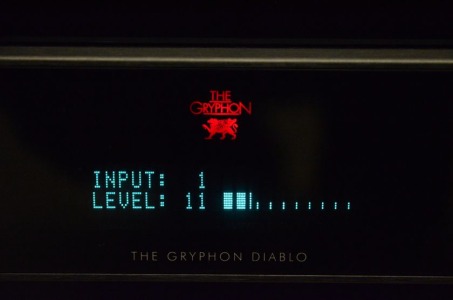 THE
GRYPHON
INPUT: 1
LEVEL: 11
THE GRYPHON DIABLO